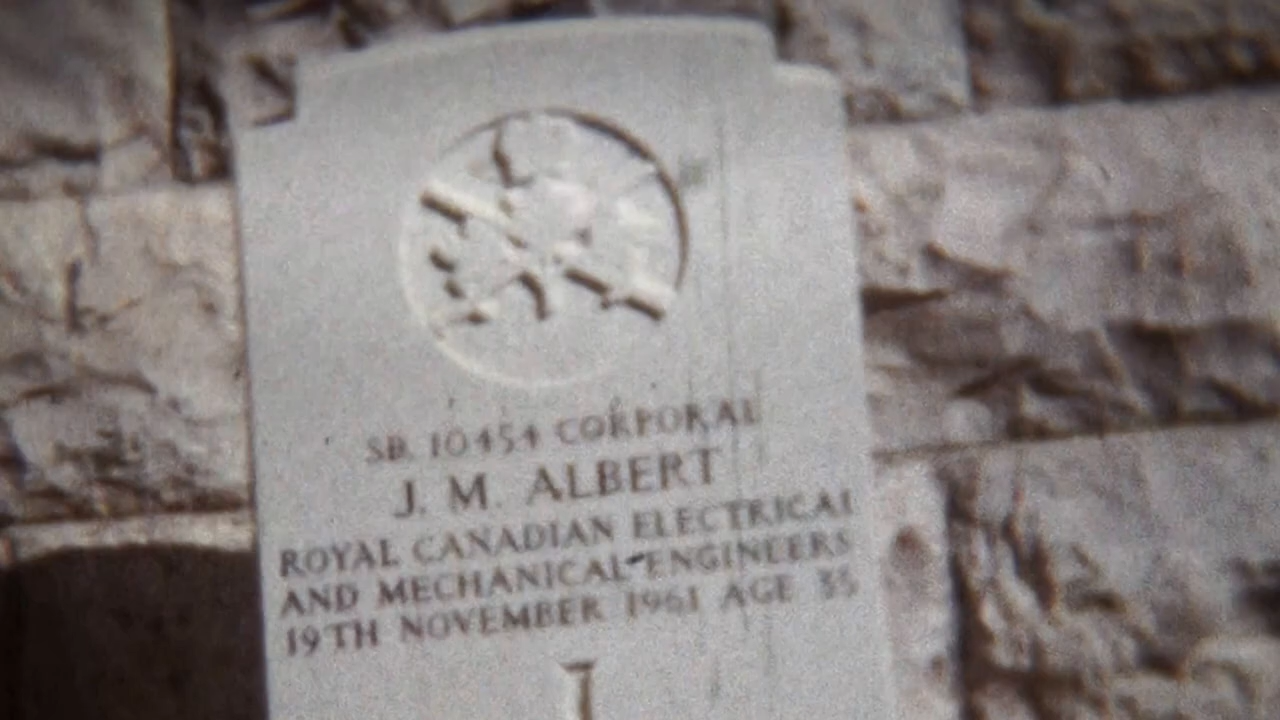 SB. 10454 CORPORAL
J. M. ALBERT
ROYAL CANADIAN ELECTRICAL
AND MECHANICAL ENGINEERS
19TH NOVEMBER 1961 AGE 35